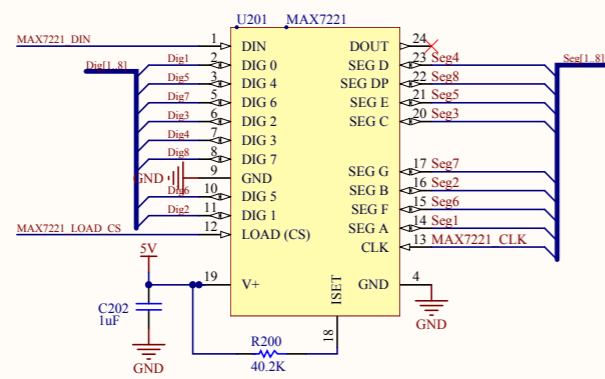 U201 MAX7221
MAX7221_DIN 1 DIN DOUT 24
Dig[1..8] Dig1 2 DIG 0 SEG D 23 Seg4 Seg[1..8]
Dig5 3 DIG 4 SEG DP 22 Seg8
Dig7 5 DIG 6 SEG E 21 Seg5
Dig3 6 DIG 2 SEG C 20 Seg3
Dig4 7 DIG 3
Dig8 8 DIG 7
GND 9 GND SEG G 17 Seg7
Dig6 10 DIG 5 SEG B 16 Seg2
Dig2 11 DIG 1 SEG F 15 Seg6
MAX7221_LOAD_CS 12 LOAD (CS) SEG A 14 Seg1
CLK 13 MAX7221_CLK
5V
19 V+ ISET GND 4
C202
1uF
18
GND
GND
R200
40.2K